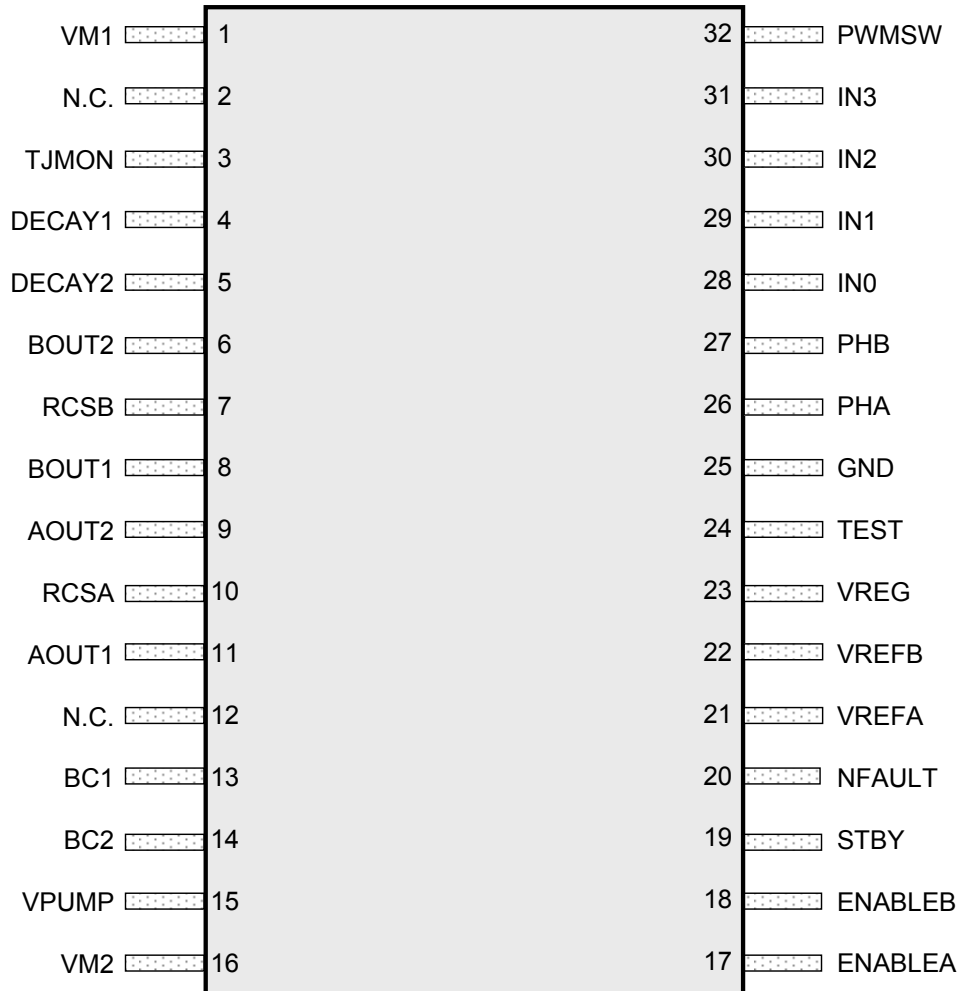 VM1 1 32 PWMSW
N.C. 2 31 IN3
TJMON 3 30 IN2
DECAY1 4 29 IN1
DECAY2 5 28 IN0
BOUT2 6 27 PHB
RCSB 7 26 PHA
BOUT1 8 25 GND
AOUT2 9 24 TEST
RCSA 10 23 VREG
AOUT1 11 22 VREFB
N.C. 12 21 VREFA
BC1 13 20 NFAULT
BC2 14 19 STBY
VPUMP 15 18 ENABLEB
VM2 16 17 ENABLEA